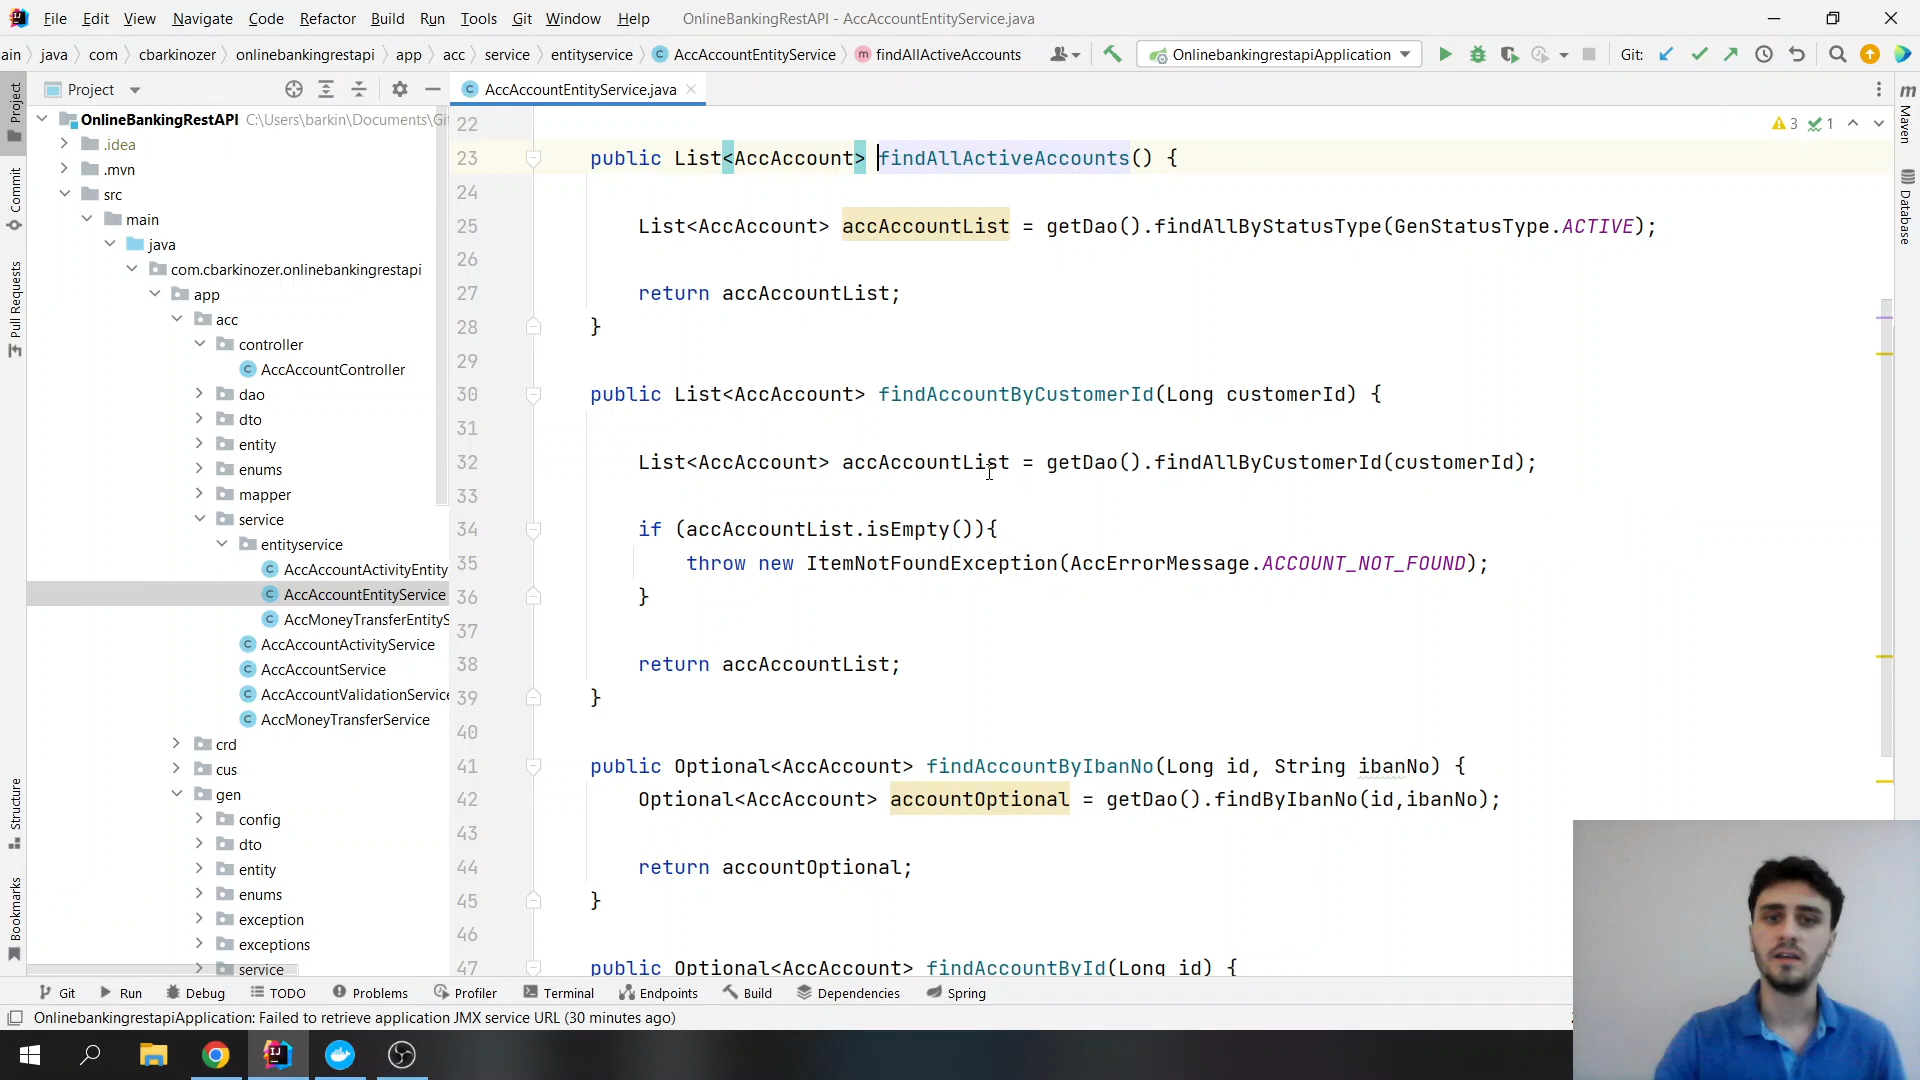 File Edit View Navigate Code Refactor Build Run Tools Git Window Help OnlineBankingRestAPI - AccAccountEntityService.java
ain java com cbarkinozer onlinebankingrestapi app acc service entityservice AccAccountEntityService findAllActiveAccounts OnlinebankingrestapiApplication Git:
Project
AccAccountEntityService.java
OnlineBankingRestAPI C:\Users\barkin\Documents\Gi
.idea
.mvn
src
main
java
com.cbarkinozer.onlinebankingrestapi
app
acc
controller
AccAccountController
dao
dto
entity
enums
mapper
service
entityservice
AccAccountActivityEntity
AccAccountEntityService
AccMoneyTransferEntityS
AccAccountActivityService
AccAccountService
AccAccountValidationService
AccMoneyTransferService
crd
cus
gen
config
dto
entity
enums
exception
exceptions
service
Project
Commit
Pull Requests
Structure
Bookmarks
3 1
22
23 public List<AccAccount> findAllActiveAccounts() {
24
25 List<AccAccount> accAccountList = getDao().findAllByStatusType(GenStatusType.ACTIVE);
26
27 return accAccountList;
28 }
29
30 public List<AccAccount> findAccountByCustomerId(Long customerId) {
31
32 List<AccAccount> accAccountList = getDao().findAllByCustomerId(customerId);
33
34 if (accAccountList.isEmpty()){
35 throw new ItemNotFoundException(AccErrorMessage.ACCOUNT_NOT_FOUND);
36 }
37
38 return accAccountList;
39 }
40
41 public Optional<AccAccount> findAccountByIbanNo(Long id, String ibanNo) {
42 Optional<AccAccount> accountOptional = getDao().findByIbanNo(id,ibanNo);
43
44 return accountOptional;
45 }
46
47 public Optional<AccAccount> findAccountById(Long id) {
Maven
Database
Git Run Debug TODO Problems Profiler Terminal Endpoints Build Dependencies Spring
OnlinebankingrestapiApplication: Failed to retrieve application JMX service URL (30 minutes ago)